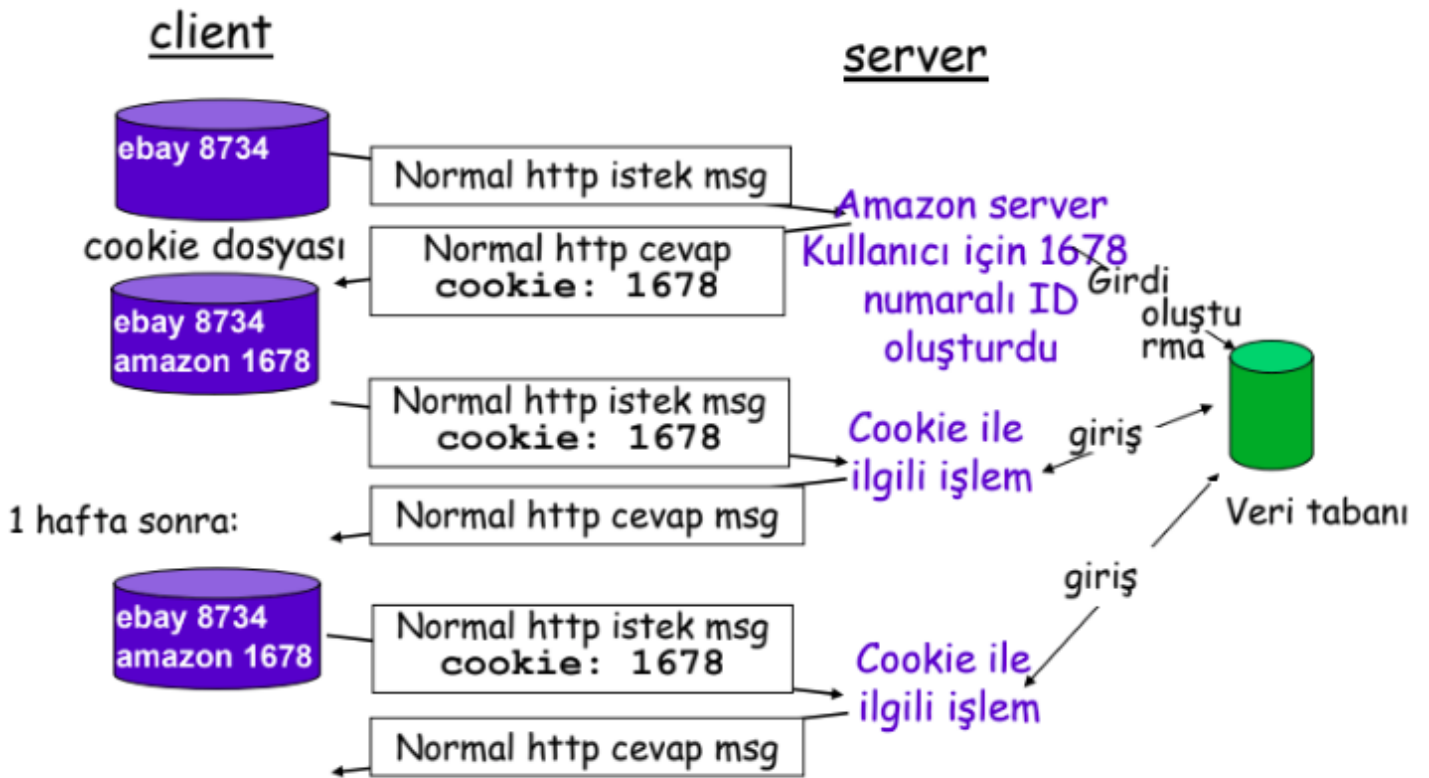 client
server
ebay 8734
Normal http istek msg
Amazon server
Kullanıcı için 1678
numaralı ID
oluşturdu
cookie dosyası
Normal http cevap
cookie: 1678
Girdi
oluştu
rma
ebay 8734
amazon 1678
Normal http istek msg
cookie: 1678
Cookie ile
ilgili işlem
giriş
Veri tabanı
Normal http cevap msg
1 hafta sonra:
giriş
ebay 8734
amazon 1678
Normal http istek msg
cookie: 1678
Cookie ile
ilgili işlem
Normal http cevap msg